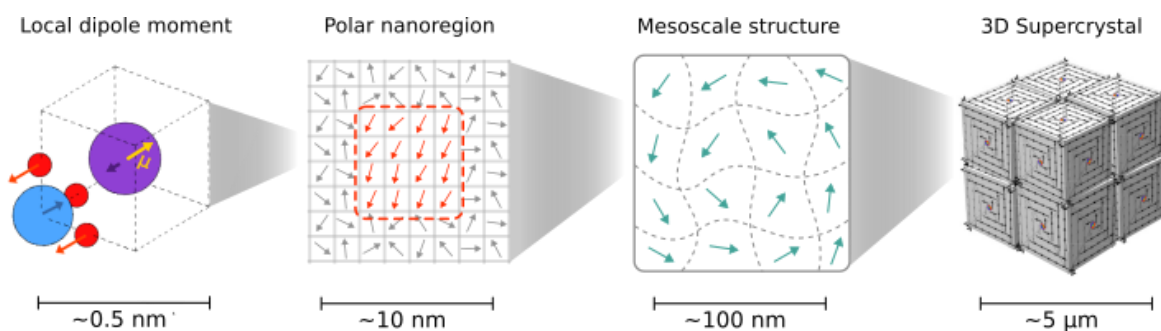 Local dipole moment
Polar nanoregion
Mesoscale structure
3D Supercrystal
μ
~0.5 nm
~10 nm
~100 nm
~5 μm